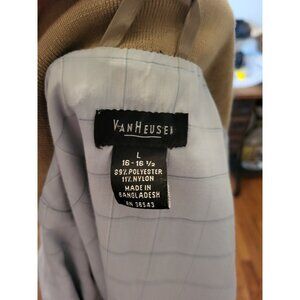 VANHEUSEN
L
16-16 1/2
89% POLYESTER
11% NYLON
MADE IN
BANGLADESH
RN 36543